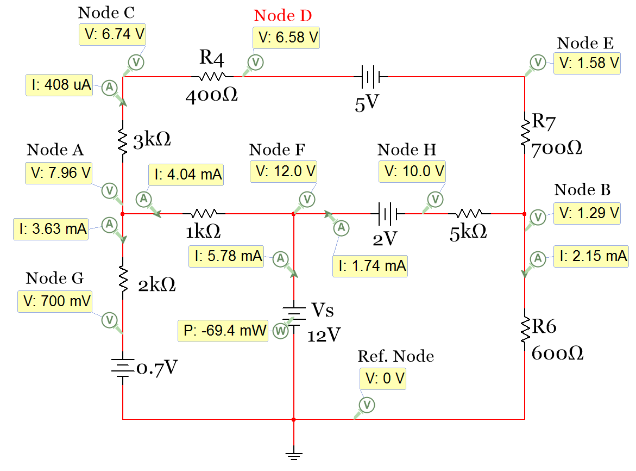 Node C
V: 6.74 V
Node D
V: 6.58 V
Node E
V: 1.58 V
R4
400Ω
5V
I: 408 uA
A
V
V
V
3kΩ
R7
700Ω
Node A
V: 7.96 V
V
A
I: 4.04 mA
Node F
V: 12.0 V
V
Node H
V: 10.0 V
V
Node B
V: 1.29 V
V
I: 3.63 mA
A
1kΩ
I: 5.78 mA
A
A
I: 1.74 mA
2V
5kΩ
A
I: 2.15 mA
Node G
V: 700 mV
V
2kΩ
P: -69.4 mW
W
Vs
12V
R6
600Ω
0.7V
Ref. Node
V: 0 V
V